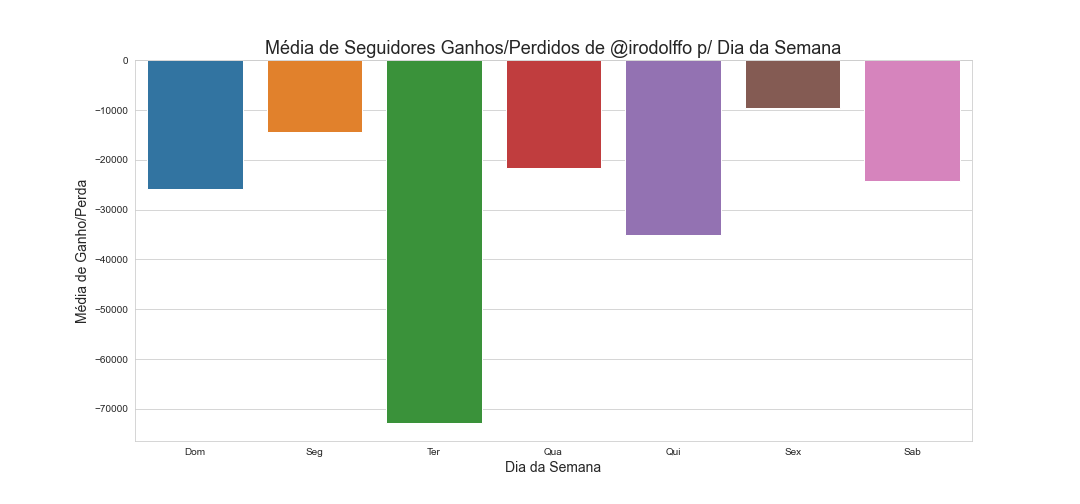 Média de Seguidores Ganhos/Perdidos de @irodolffo p/ Dia da Semana
Média de Ganho/Perda
0
−10000
−20000
−30000
−40000
−50000
−60000
−70000
Dom Seg Ter Qua Qui Sex Sab
Dia da Semana